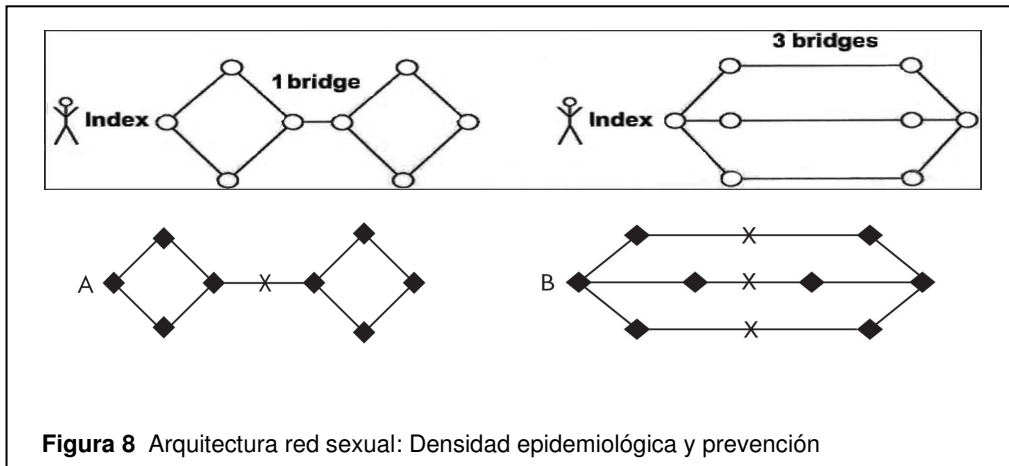 1 bridge
3 bridges
Index
Index
A
X
B
X
X
X
Figura 8 Arquitectura red sexual: Densidad epidemiológica y prevención